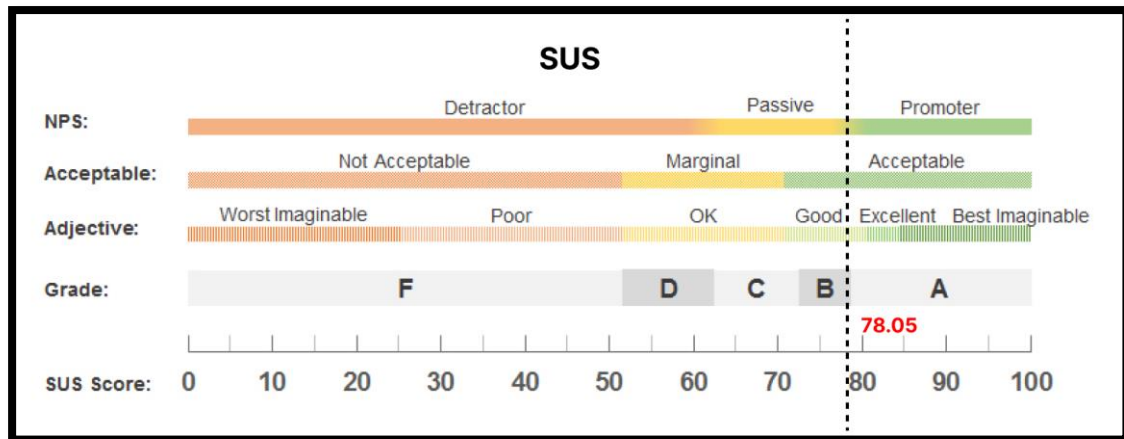 SUS
NPS: Detractor Passive Promoter
Acceptable: Not Acceptable Marginal Acceptable
Adjective: Worst Imaginable Poor OK Good Excellent Best Imaginable
Grade: F D C B A
78.05
SUS Score: 0 10 20 30 40 50 60 70 80 90 100